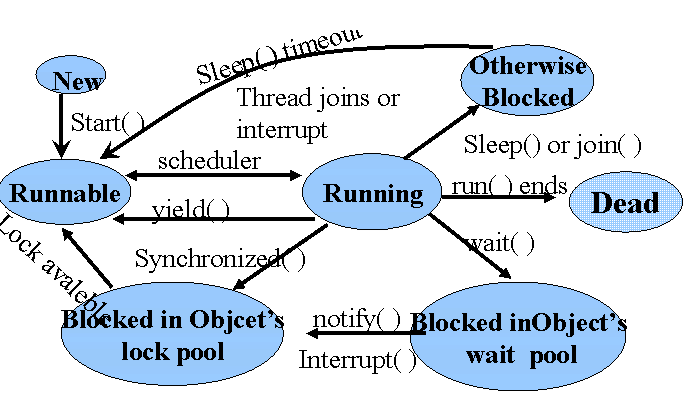 Sleep() timeout
New
Otherwise
Blocked
Thread joins or
interrupt
Start( )
Sleep() or join( )
scheduler
Runnable
Running
run( ) ends
Dead
yield( )
wait( )
Lock avaleble
Synchronized( )
Blocked in Objcet's
lock pool
notify( )
Interrupt( )
Blocked inObject's
wait pool